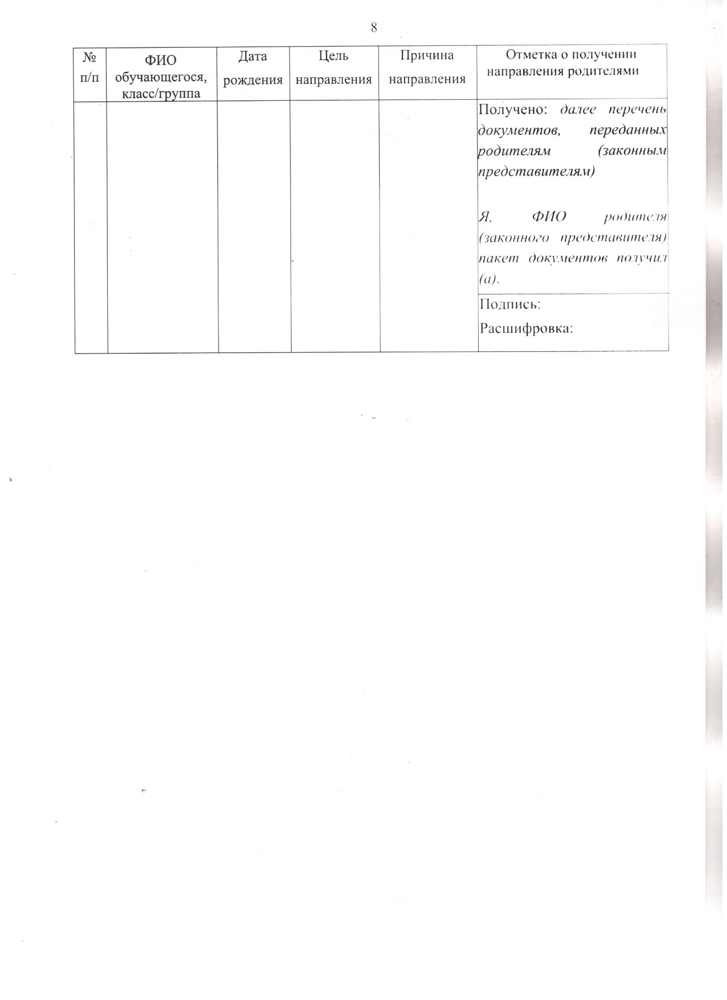 8
№
п/п
ФИО
обучающегося,
класс/группа
Дата
рождения
Цель
направления
Причина
направления
Отметка о получении
направления родителями
Получено: далее перечень
документов, переданных
родителям (законным
представителям)
Я, ФИО родителя
(законного представителя)
пакет документов получил
(а).
Подпись:
Расшифровка: